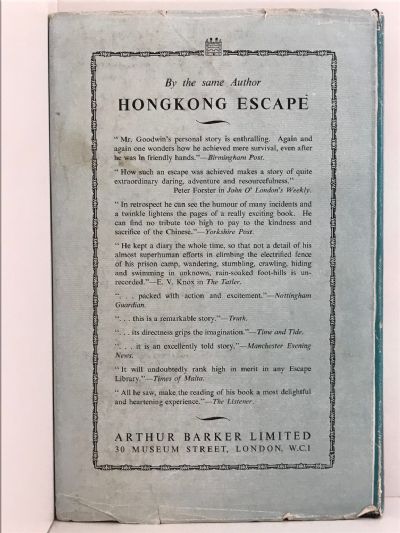 By the same Author
HONGKONG ESCAPE
" Mr. Goodwin's personal story is enthralling. Again and
again one wonders how he achieved mere survival, even after
he was in friendly hands."—Birmingham Post.
" How such an escape was achieved makes a story of quite
extraordinary daring, adventure and resourcefulness."
Peter Forster in John O' London's Weekly.
" In retrospect he can see the humour of many incidents and
a twinkle lightens the pages of a really exciting book. He
can find no tribute too high to pay to the kindness and
sacrifice of the Chinese."—Yorkshire Post.
" He kept a diary the whole time, so that not a detail of his
almost superhuman efforts in climbing the electrified fence
of his prison camp, wandering, stumbling, crawling, hiding
and swimming in unknown, rain-soaked foot-hills is un-
recorded."—E. V. Knox in The Tatler.
" . . . packed with action and excitement."—Nottingham
Guardian.
" . . . this is a remarkable story."—Truth.
" . . . its directness grips the imagination."—Time and Tide.
" . . . it is an excellently told story."—Manchester Evening
News.
" It will undoubtedly rank high in merit in any Escape
Library."—Times of Malta.
" All he saw, make the reading of his book a most delightful
and heartening experience."—The Listener.
ARTHUR BARKER LIMITED
30 MUSEUM STREET, LONDON, W.C.1